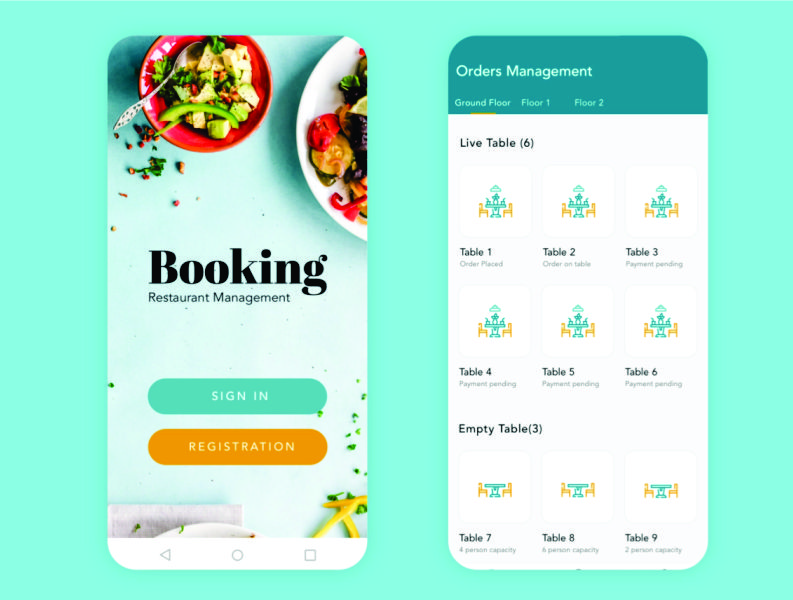 Booking
Restaurant Management
SIGN IN
REGISTRATION
Orders Management
Ground Floor Floor 1 Floor 2
Live Table (6)
Table 1 Table 2 Table 3
Order Placed Order on table Payment pending
Table 4 Table 5 Table 6
Payment pending Payment pending Payment pending
Empty Table(3)
Table 7 Table 8 Table 9
4 person capacity 6 person capacity 2 person capacity